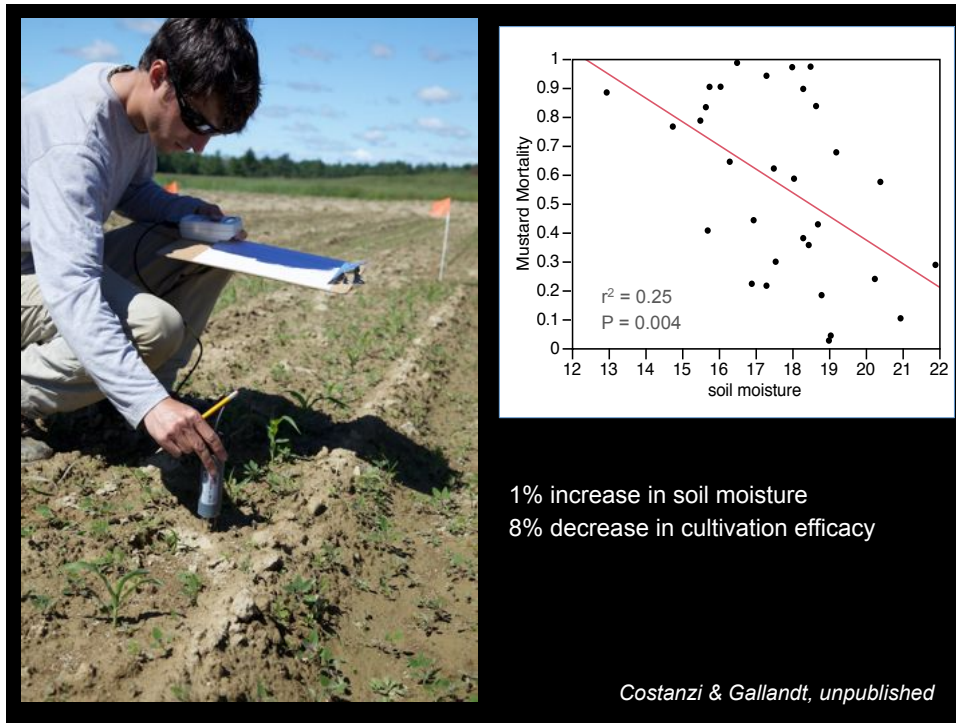 1
0.9
0.8
0.7
0.6
0.5
0.4
0.3
0.2
0.1
0
Mustard Mortality
r² = 0.25
P = 0.004
12 13 14 15 16 17 18 19 20 21 22
soil moisture
1% increase in soil moisture
8% decrease in cultivation efficacy
Costanzi & Gallandt, unpublished